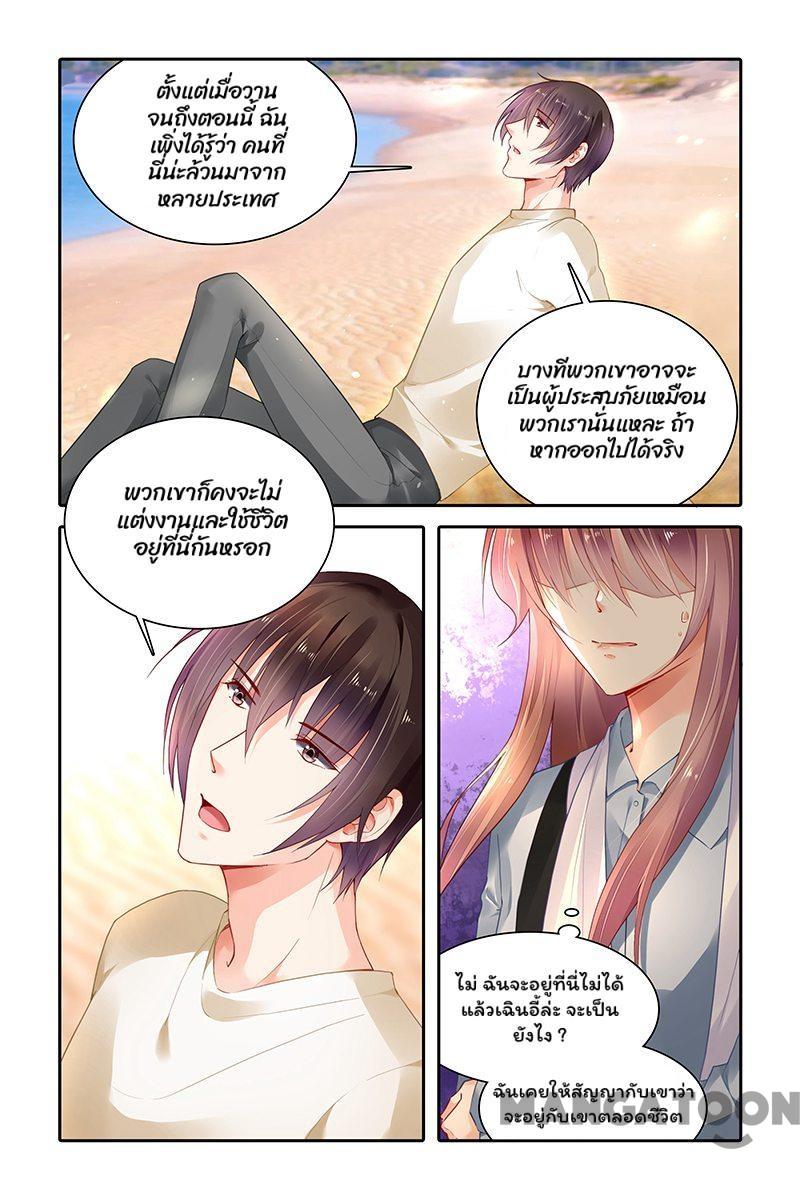 ตั้งแต่เมื่อวาน
จนถึงตอนนี้ ฉัน
เพิ่งได้รู้ว่า คนที่
นี่น่ะล้วนมาจาก
หลายประเทศ
บางทีพวกเขาอาจจะ
เป็นผู้ประสบภัยเหมือน
พวกเรานั่นแหละ ถ้า
หากออกไปได้จริง
พวกเขาก็คงจะไม่
แต่งงานและใช้ชีวิต
อยู่ที่นี่กันหรอก
ไม่ ฉันจะอยู่ที่นี่ไม่ได้
แล้วเฉินอี้ล่ะ จะเป็น
ยังไง ?
ฉันเคยให้สัญญากับเขาว่า
จะอยู่กับเขาตลอดชีวิต
MANGATOON